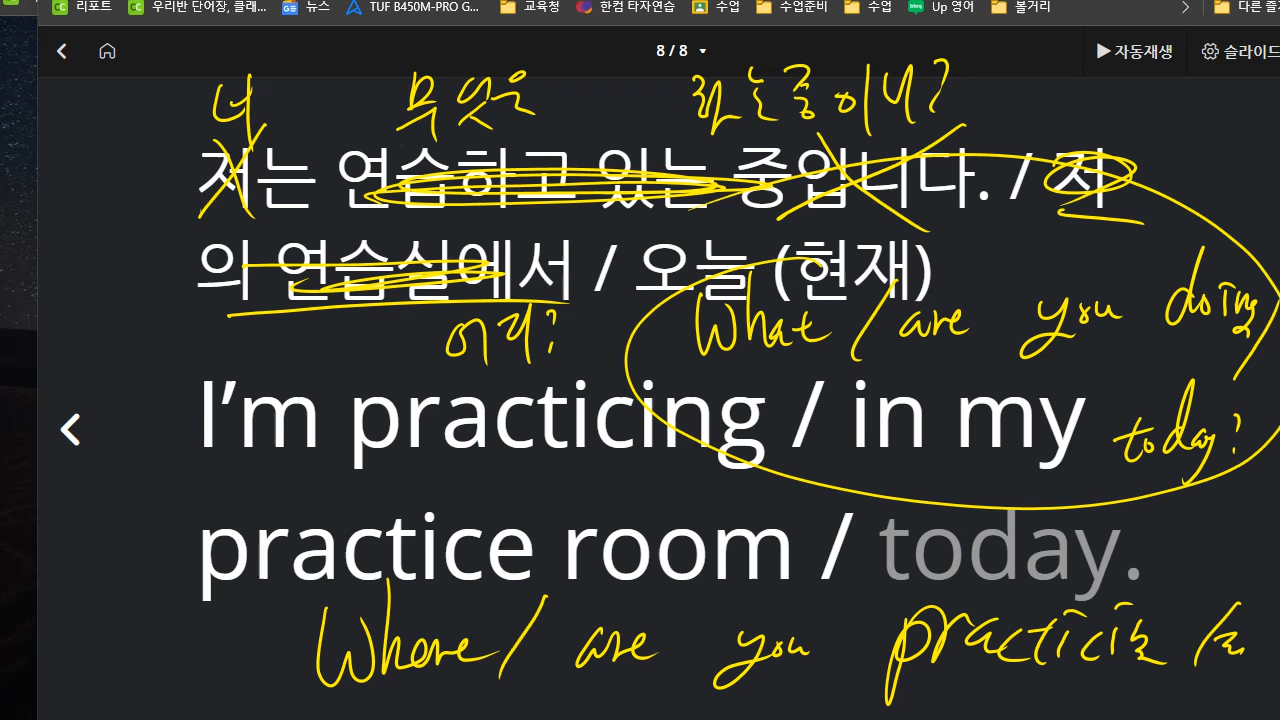 리포트 우리반 단어장, 클래... 뉴스 TUF B450M-PRO G... 교육청 한컴 타자연습 수업 수업준비 수업 Up 영어 볼거리 다른 즐
8 / 8 자동재생 슬라이드
너 무엇은 하는중이니?
저는 연습하고 있는 중입니다. / 저
의 연습실에서 / 오늘 (현재)
어디?
What / are you doing
today?
I'm practicing / in my
practice room / today.
Where / are you practicing /